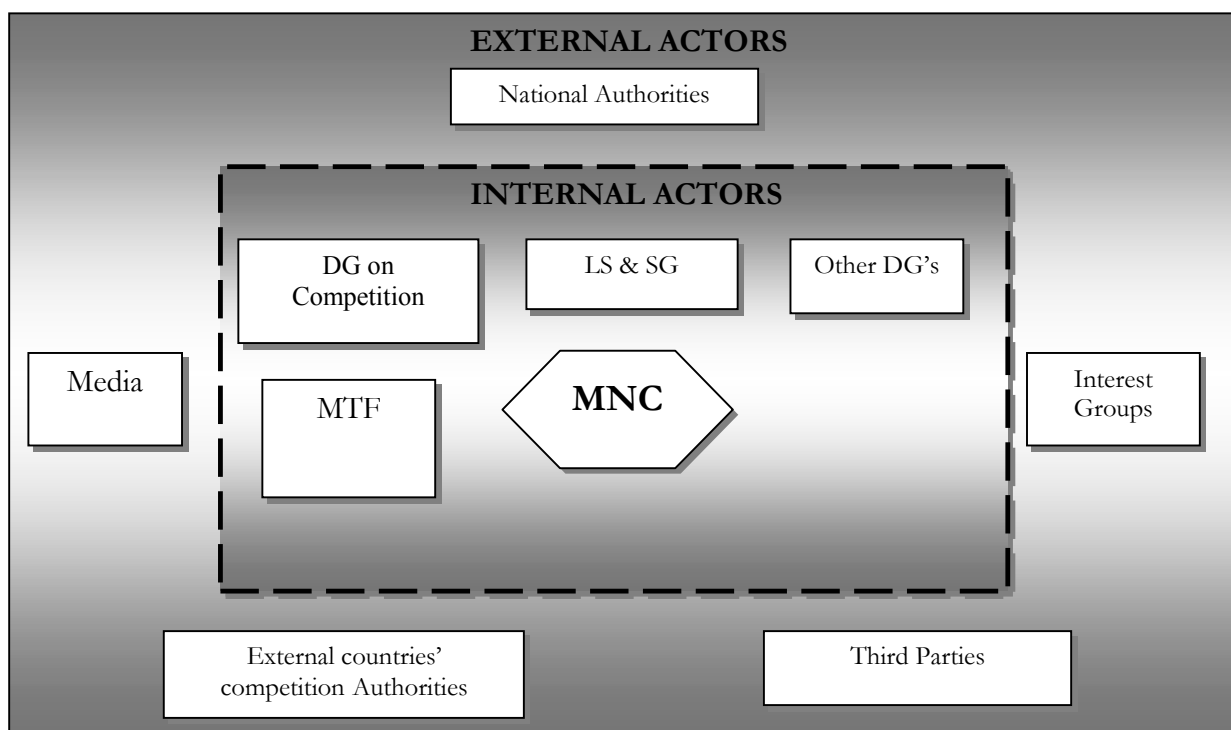 EXTERNAL ACTORS
National Authorities
INTERNAL ACTORS
DG on
Competition
LS & SG
Other DG's
Media
MTF
MNC
Interest
Groups
External countries'
competition Authorities
Third Parties